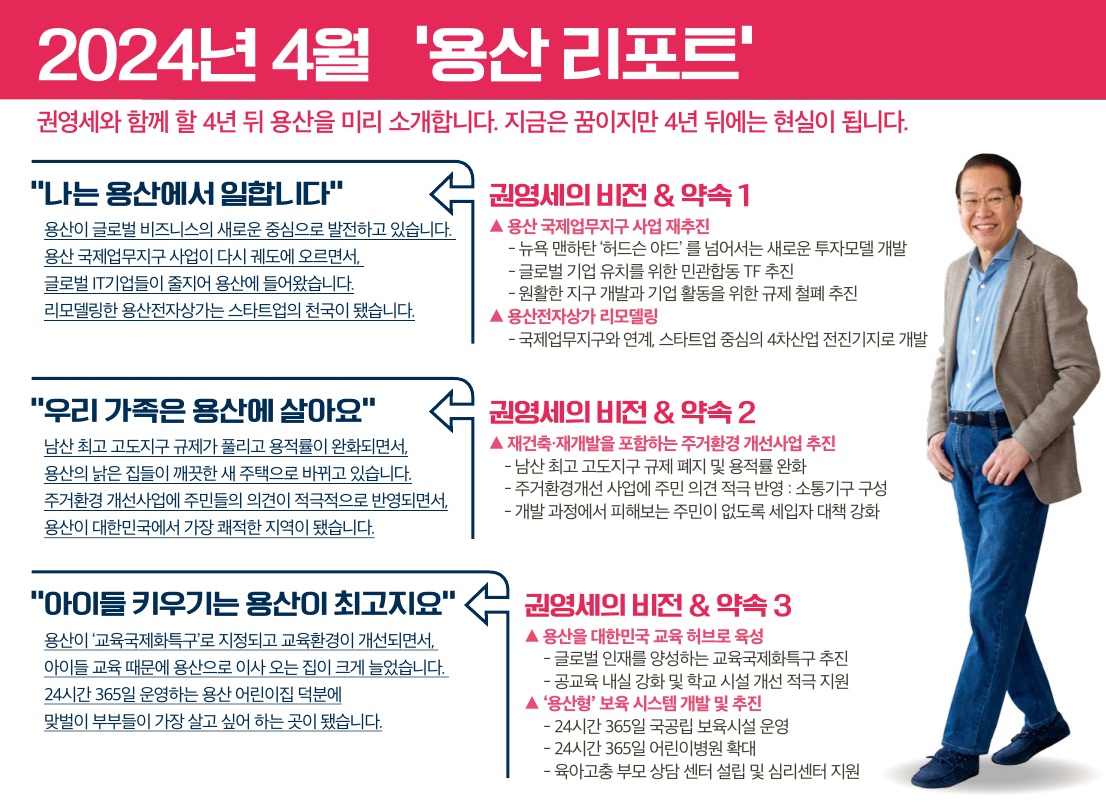 2024년 4월 '용산 리포트'
권영세와 함께 할 4년 뒤 용산을 미리 소개합니다. 지금은 꿈이지만 4년 뒤에는 현실이 됩니다.
"나는 용산에서 일합니다"
용산이 글로벌 비즈니스의 새로운 중심으로 발전하고 있습니다.
용산 국제업무지구 사업이 다시 궤도에 오르면서,
글로벌 IT기업들이 줄지어 용산에 들어왔습니다.
리모델링한 용산전자상가는 스타트업의 천국이 됐습니다.
권영세의 비전 & 약속 1
▲ 용산 국제업무지구 사업 재추진
- 뉴욕 맨하탄 '허드슨 야드' 를 넘어서는 새로운 투자모델 개발
- 글로벌 기업 유치를 위한 민관합동 TF 추진
- 원활한 지구 개발과 기업 활동을 위한 규제 철폐 추진
▲ 용산전자상가 리모델링
- 국제업무지구와 연계, 스타트업 중심의 4차산업 전진기지로 개발
"우리 가족은 용산에 살아요"
남산 최고 고도지구 규제가 풀리고 용적률이 완화되면서,
용산의 낡은 집들이 깨끗한 새 주택으로 바뀌고 있습니다.
주거환경 개선사업에 주민들의 의견이 적극적으로 반영되면서,
용산이 대한민국에서 가장 쾌적한 지역이 됐습니다.
권영세의 비전 & 약속 2
▲ 재건축·재개발을 포함하는 주거환경 개선사업 추진
- 남산 최고 고도지구 규제 폐지 및 용적률 완화
- 주거환경개선 사업에 주민 의견 적극 반영 : 소통기구 구성
- 개발 과정에서 피해보는 주민이 없도록 세입자 대책 강화
"아이들 키우기는 용산이 최고지요"
용산이 '교육국제화특구'로 지정되고 교육환경이 개선되면서,
아이들 교육 때문에 용산으로 이사 오는 집이 크게 늘었습니다.
24시간 365일 운영하는 용산 어린이집 덕분에
맞벌이 부부들이 가장 살고 싶어 하는 곳이 됐습니다.
권영세의 비전 & 약속 3
▲ 용산을 대한민국 교육 허브로 육성
- 글로벌 인재를 양성하는 교육국제화특구 추진
- 공교육 내실 강화 및 학교 시설 개선 적극 지원
▲ '용산형' 보육 시스템 개발 및 추진
- 24시간 365일 국공립 보육시설 운영
- 24시간 365일 어린이병원 확대
- 육아고충 부모 상담 센터 설립 및 심리센터 지원